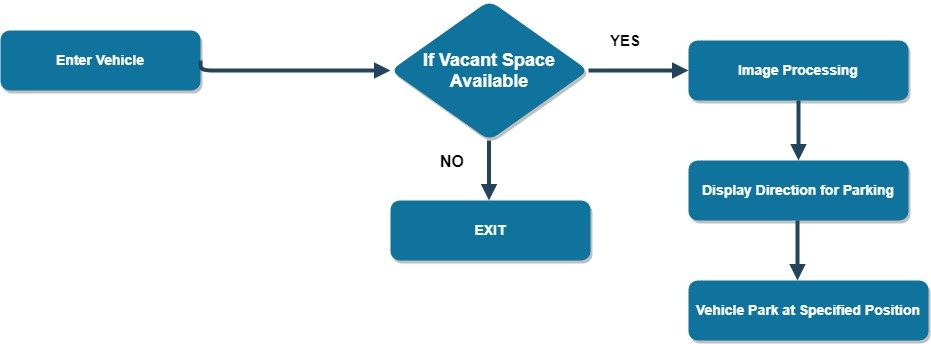 Enter Vehicle
If Vacant Space
Available
YES
Image Processing
NO
Display Direction for Parking
EXIT
Vehicle Park at Specified Position